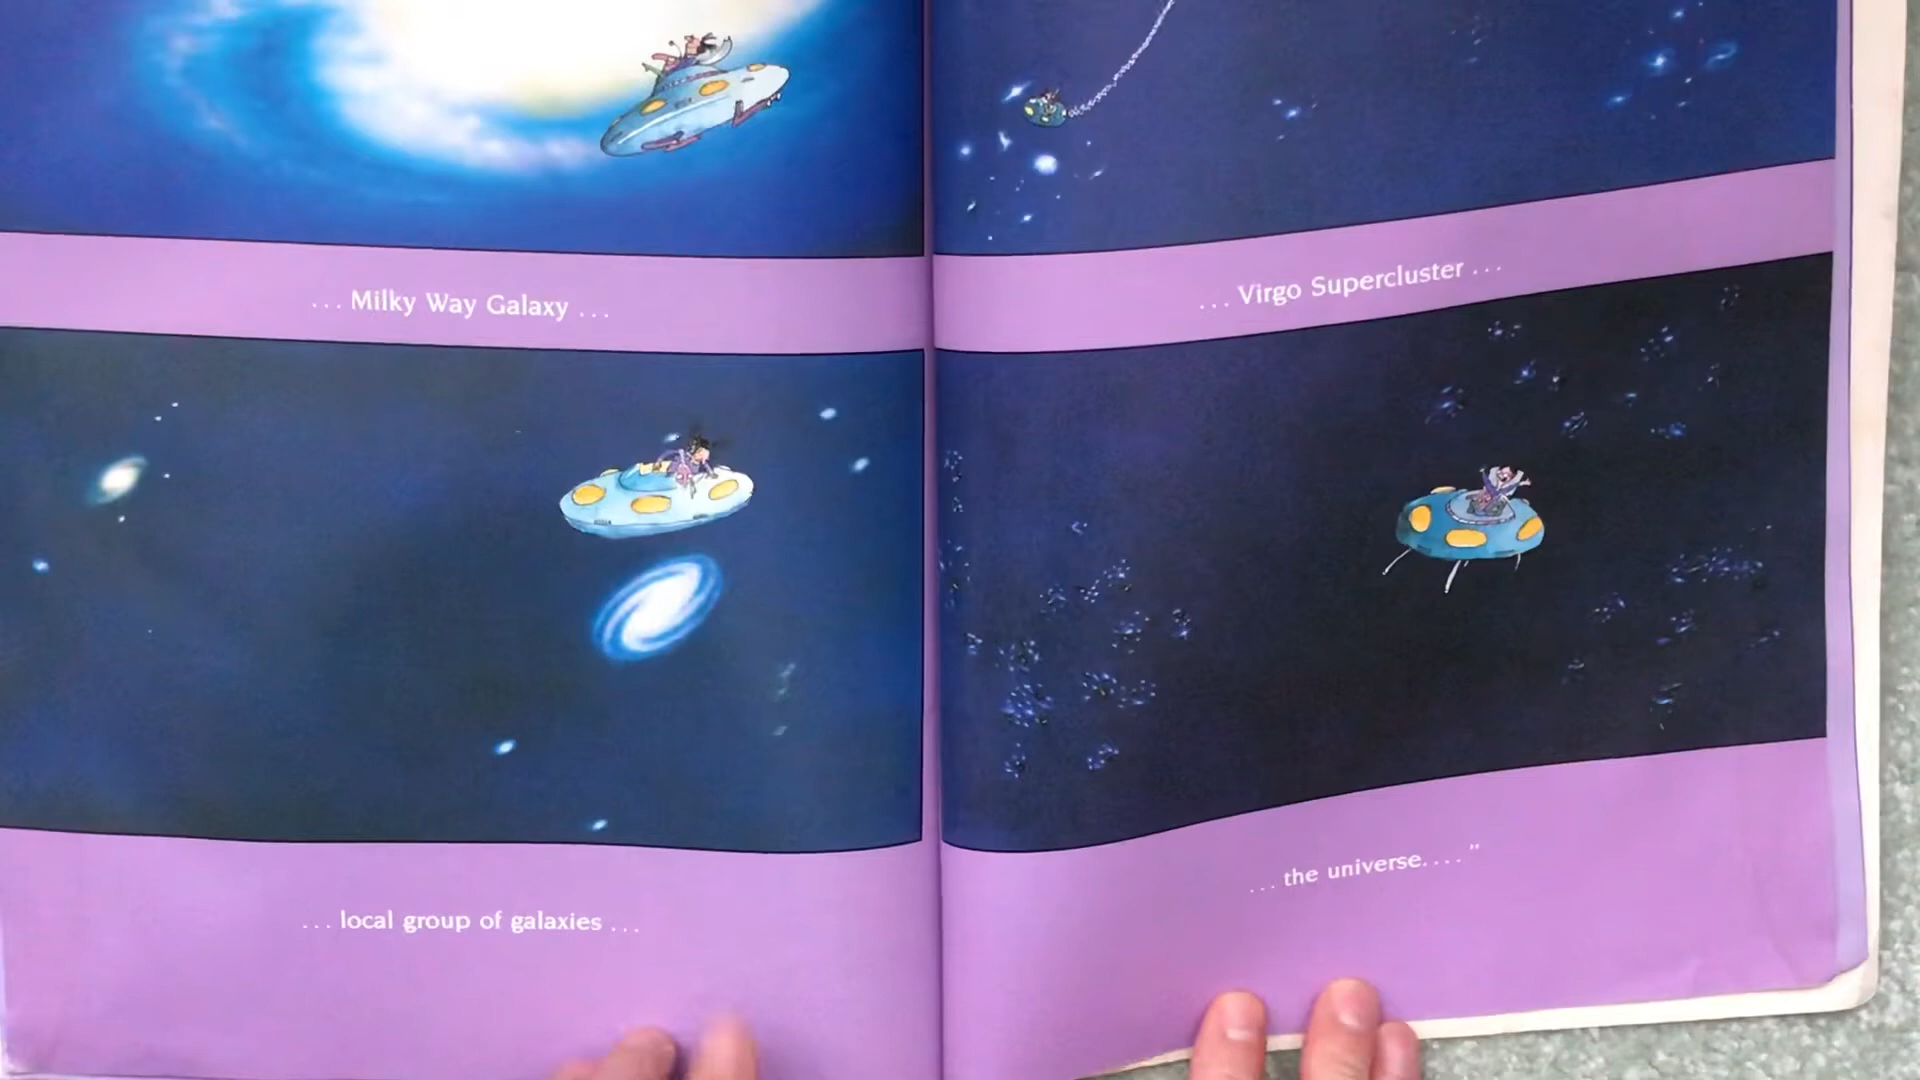 . . . Milky Way Galaxy . . .
. . . local group of galaxies . . .
. . . Virgo Supercluster . . .
. . . the universe. . . . ”